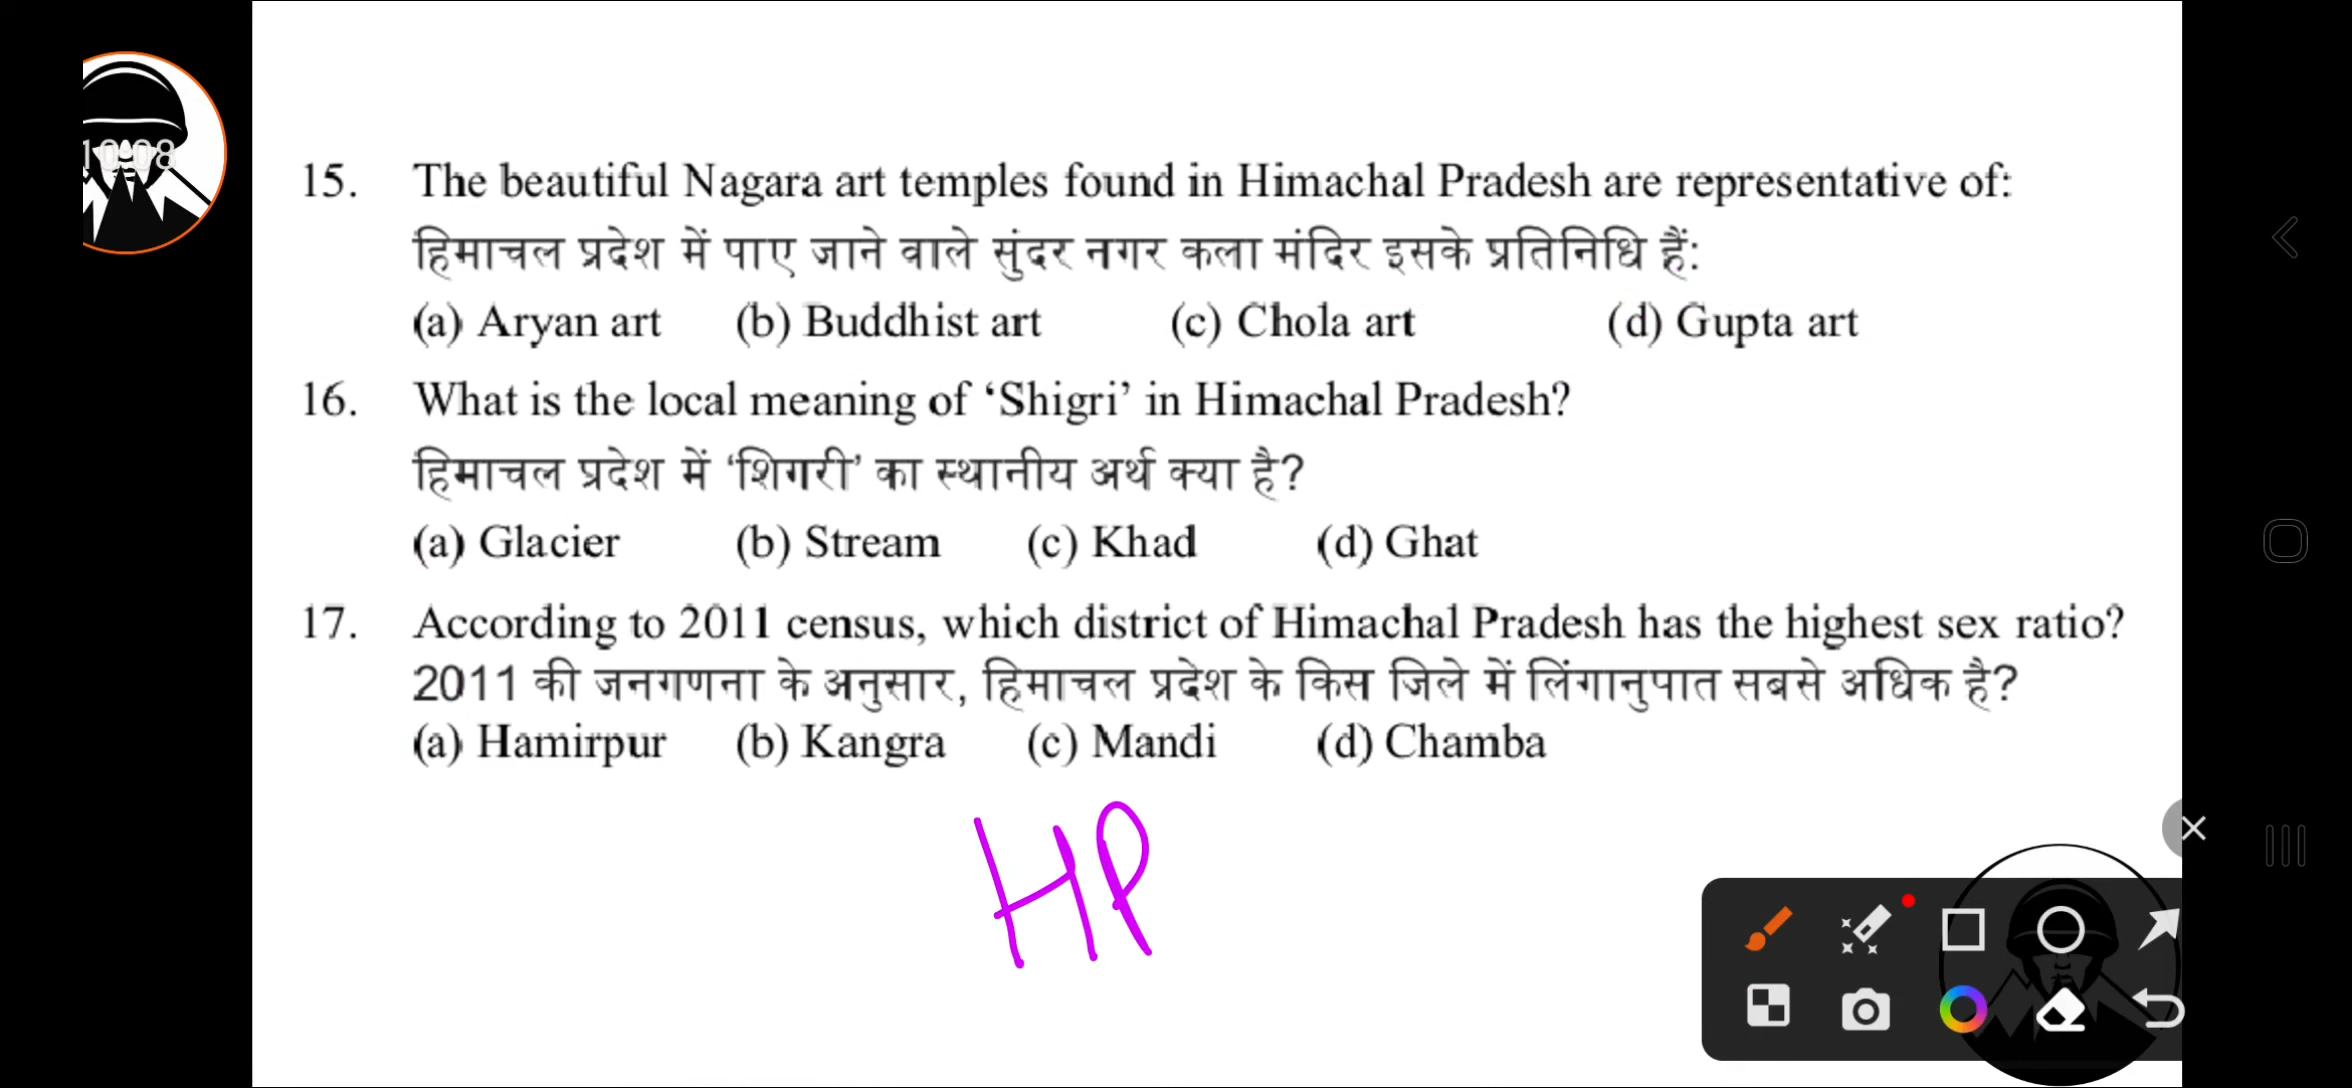 10:08
15. The beautiful Nagara art temples found in Himachal Pradesh are representative of:
हिमाचल प्रदेश में पाए जाने वाले सुंदर नगर कला मंदिर इसके प्रतिनिधि हैं:
(a) Aryan art (b) Buddhist art (c) Chola art (d) Gupta art
16. What is the local meaning of ‘Shigri’ in Himachal Pradesh?
हिमाचल प्रदेश में ‘शिगरी’ का स्थानीय अर्थ क्या है?
(a) Glacier (b) Stream (c) Khad (d) Ghat
17. According to 2011 census, which district of Himachal Pradesh has the highest sex ratio?
2011 की जनगणना के अनुसार, हिमाचल प्रदेश के किस जिले में लिंगानुपात सबसे अधिक है?
(a) Hamirpur (b) Kangra (c) Mandi (d) Chamba
HP